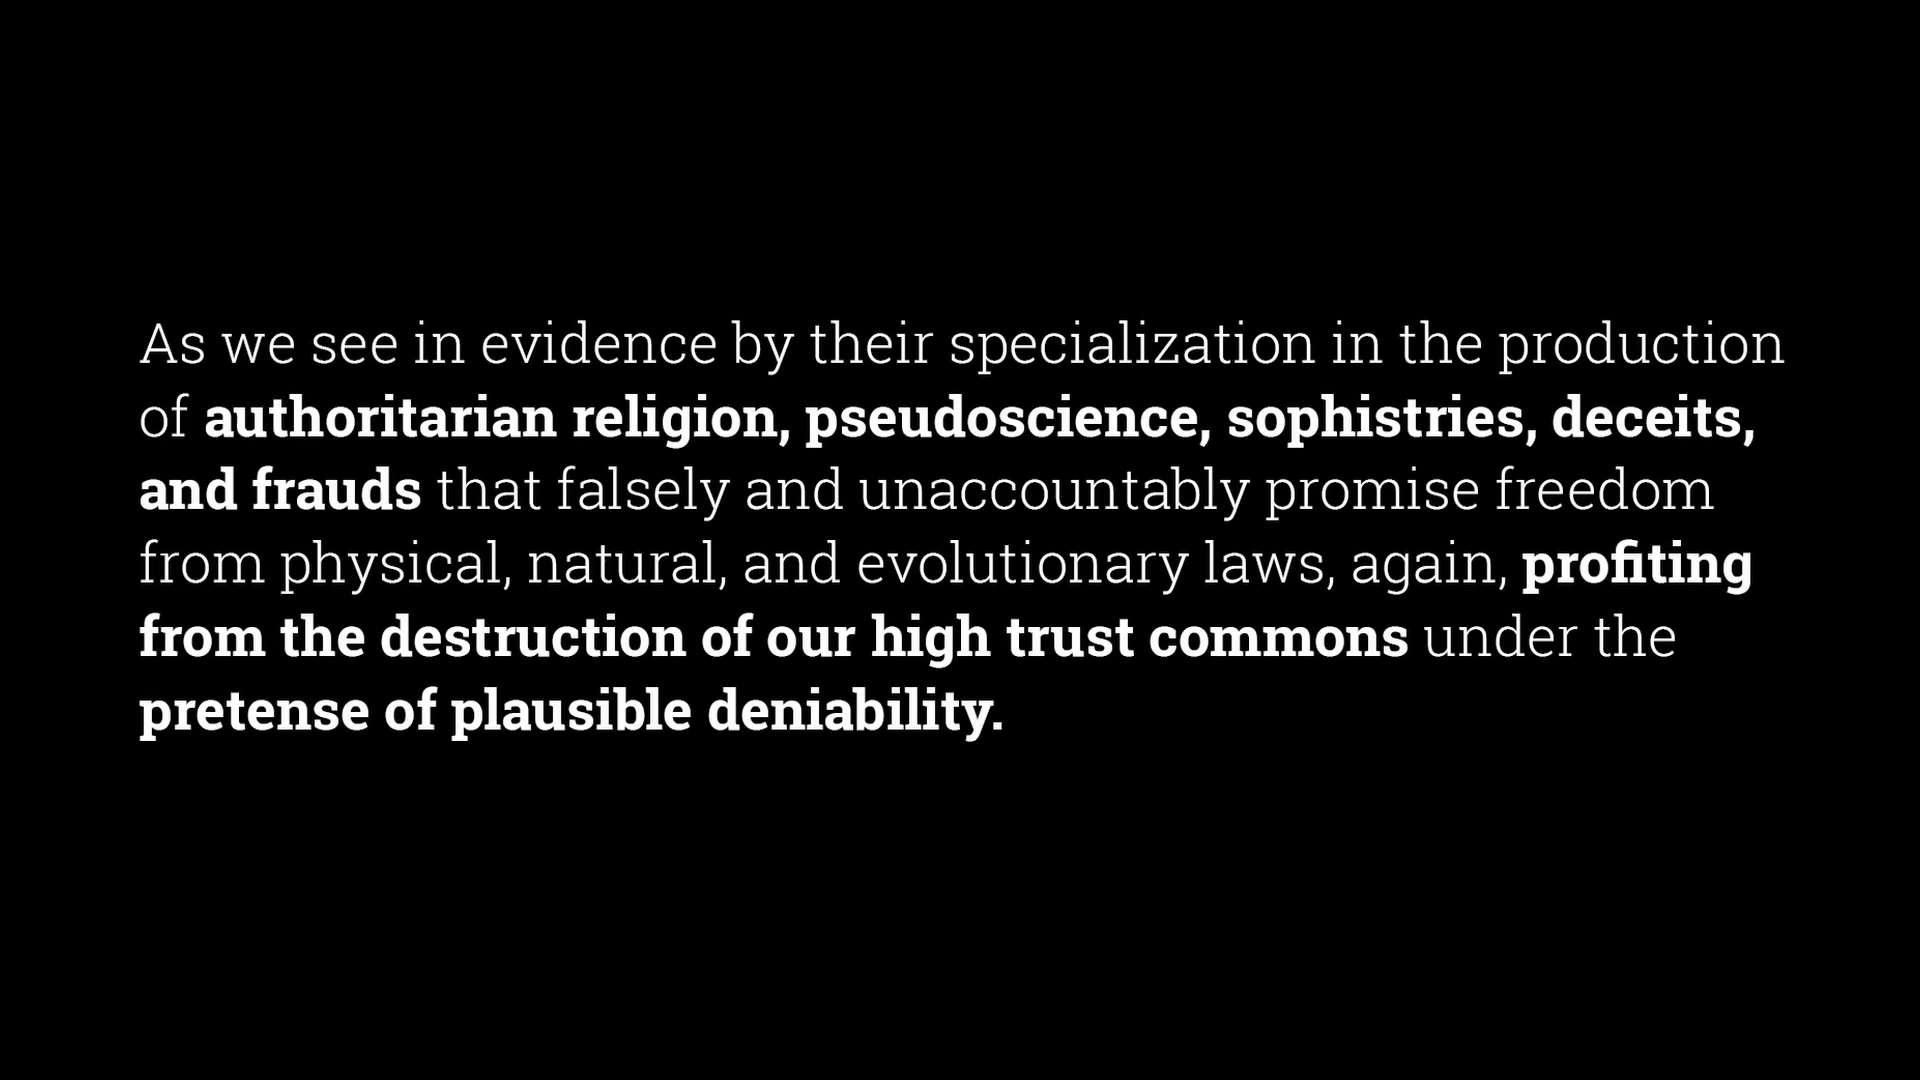 As we see in evidence by their specialization in the production
of authoritarian religion, pseudoscience, sophistries, deceits,
and frauds that falsely and unaccountably promise freedom
from physical, natural, and evolutionary laws, again, profiting
from the destruction of our high trust commons under the
pretense of plausible deniability.